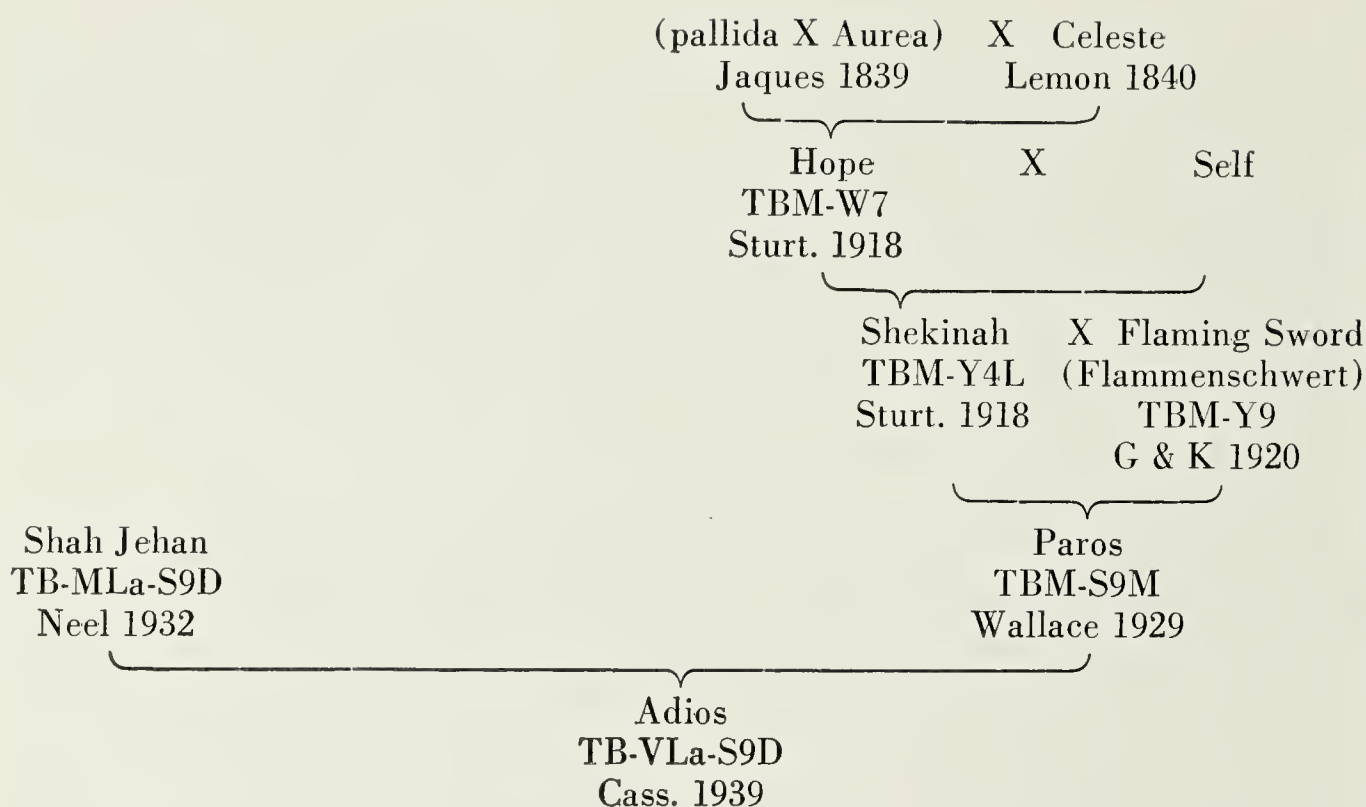 (pallida X Aurea) X Celeste
Jaques 1839 Lemon 1840
Hope X Self
TBM-W7
Sturt. 1918
Shekinah X Flaming Sword
TBM-Y4L (Flammenschwert)
Sturt. 1918 TBM-Y9
G & K 1920
Shah Jehan Paros
TB-MLa-S9D TBM-S9M
Neel 1932 Wallace 1929
Adios
TB-VLa-S9D
Cass. 1939